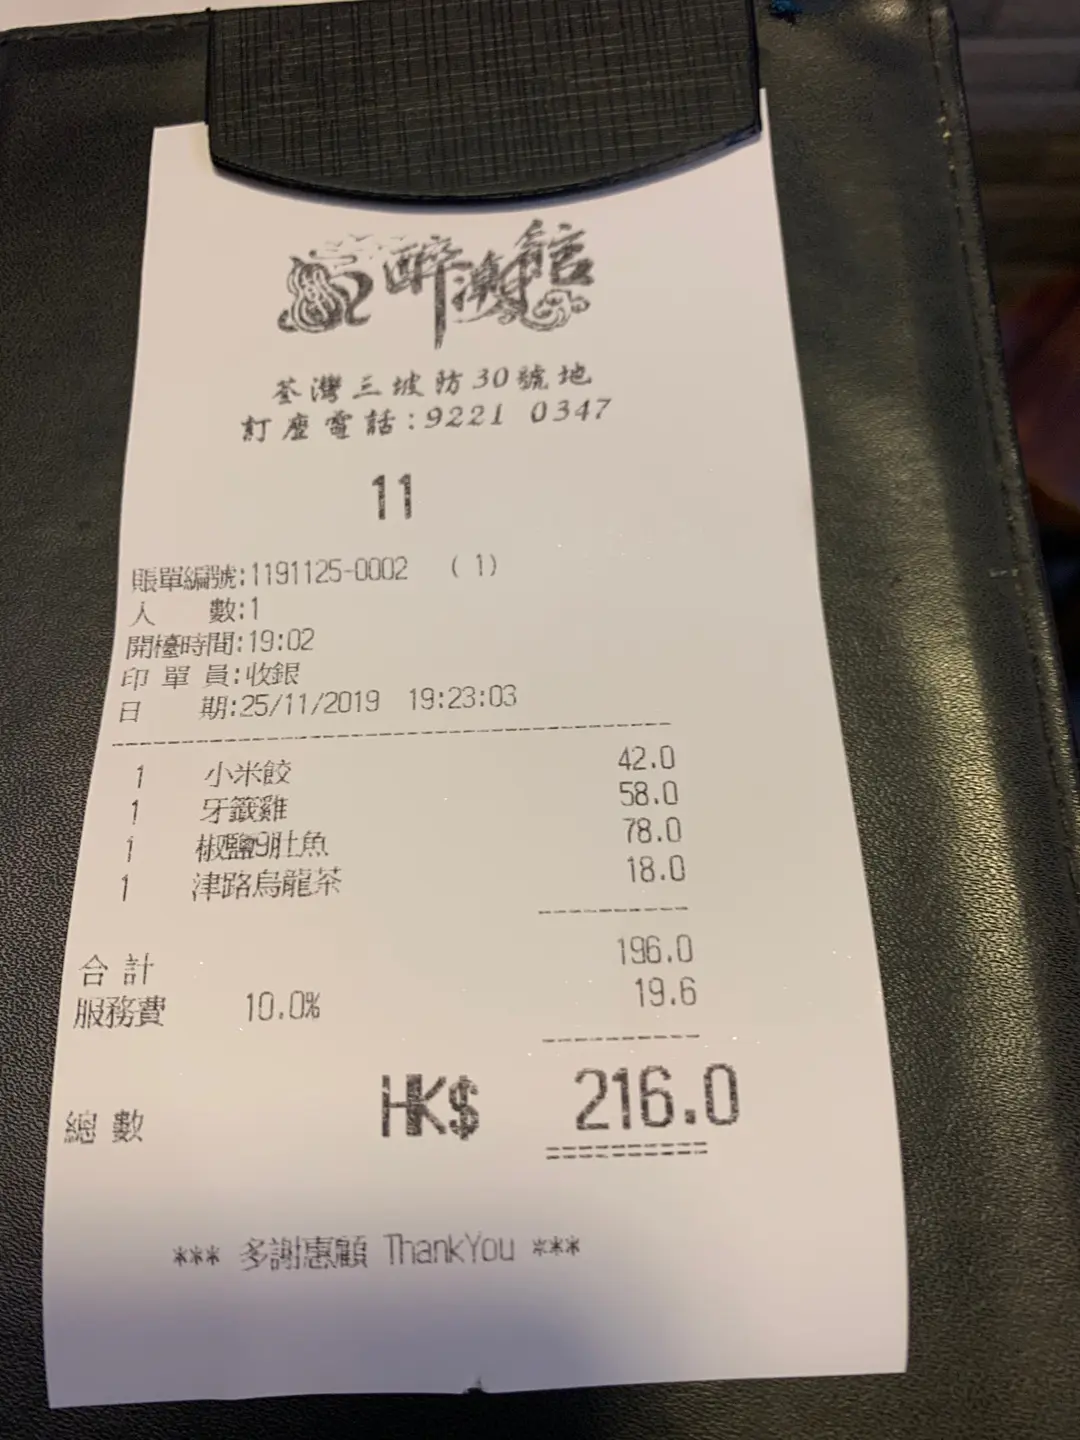 醉潮館
荃灣三坡坊30號地
訂座電話:9221 0347
11
賬單編號:1191125-0002 (1)
人 數:1
開檯時間:19:02
印單員:收銀
日 期:25/11/2019 19:23:03
1 小米餃 42.0
1 牙籤雞 58.0
1 椒鹽9肚魚 78.0
1 津路烏龍茶 18.0
合計 196.0
服務費 10.0% 19.6
總數 HK$ 216.0
*** 多謝惠顧 ThankYou ***